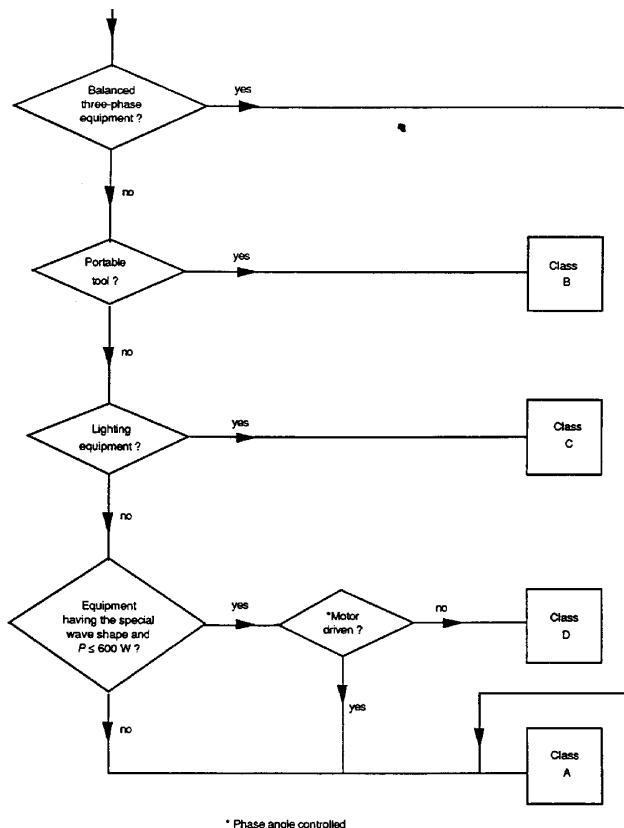 Balanced
three-phase
equipment ?
yes
no
Portable
tool ?
yes
Class
B
no
Lighting
equipment ?
yes
Class
C
no
Equipment
having the special
wave shape and
P ≤ 600 W ?
yes
*Motor
driven ?
no
Class
D
yes
no
Class
A
* Phase angle controlled